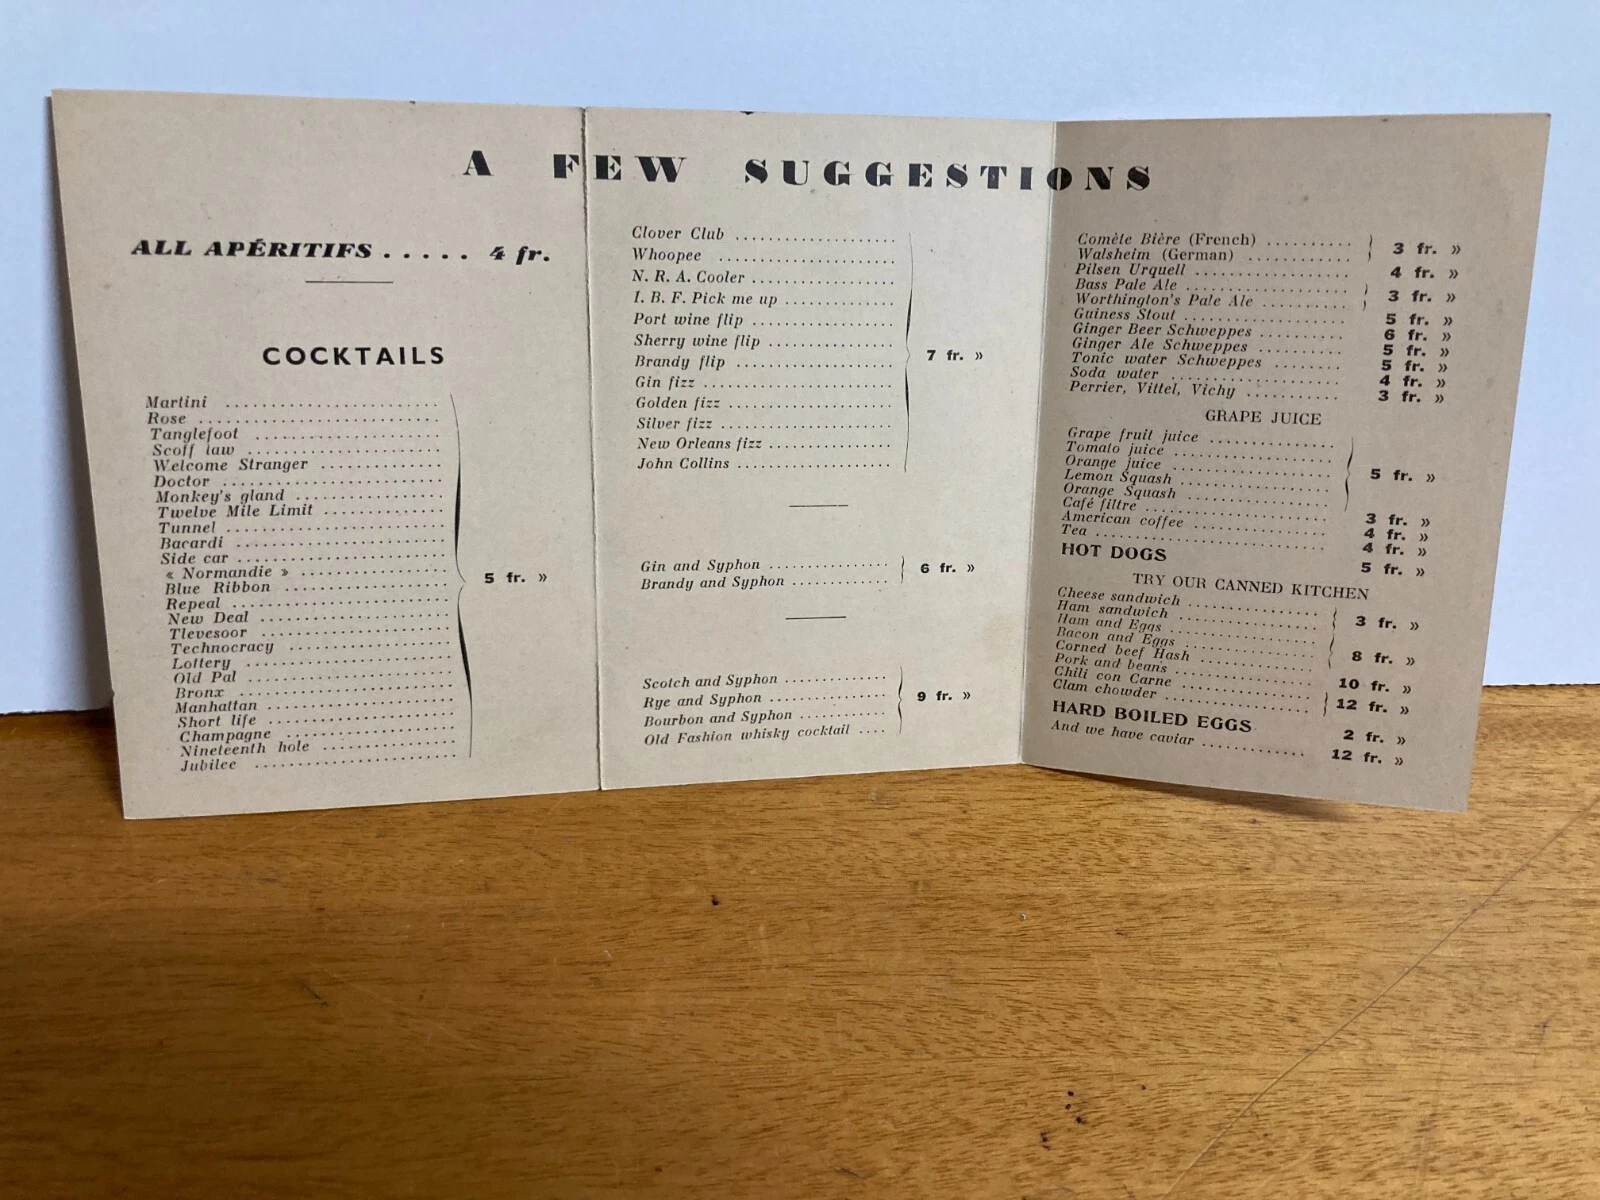 A FEW SUGGESTIONS
ALL APÉRITIFS ..... 4 fr.
COCKTAILS
Martini
Rose
Tanglefoot
Scoff law
Welcome Stranger
Doctor
Monkey's gland
Twelve Mile Limit
Tunnel
Bacardi
Side car
« Normandie »
Blue Ribbon
5 fr. »
Repeal
New Deal
Tlevesoor
Technocracy
Lottery
Old Pal
Bronx
Manhattan
Short life
Champagne
Nineteenth hole
Jubilee
Clover Club
Whoopee
N. R. A. Cooler
I. B. F. Pick me up
Port wine flip
Sherry wine flip
Brandy flip
7 fr. »
Gin fizz
Golden fizz
Silver fizz
New Orleans fizz
John Collins
Gin and Syphon
6 fr. »
Brandy and Syphon
Scotch and Syphon
Rye and Syphon
9 fr. »
Bourbon and Syphon
Old Fashion whisky cocktail
Comète Bière (French)
3 fr. »
Walsheim (German)
Pilsen Urquell 4 fr. »
Bass Pale Ale
3 fr. »
Worthington's Pale Ale
Guiness Stout 5 fr. »
Ginger Beer Schweppes 6 fr. »
Ginger Ale Schweppes 5 fr. »
Tonic water Schweppes 5 fr. »
Soda water 4 fr. »
Perrier, Vittel, Vichy 3 fr. »
GRAPE JUICE
Grape fruit juice
Tomato juice
Orange juice
5 fr. »
Lemon Squash
Orange Squash
Café filtre 3 fr. »
American coffee 4 fr. »
Tea 4 fr. »
HOT DOGS 5 fr. »
TRY OUR CANNED KITCHEN
Cheese sandwich
3 fr. »
Ham sandwich
Ham and Eggs
Bacon and Eggs
8 fr. »
Corned beef Hash
Pork and beans 10 fr. »
Chili con Carne
12 fr. »
Clam chowder
HARD BOILED EGGS 2 fr. »
And we have caviar 12 fr. »